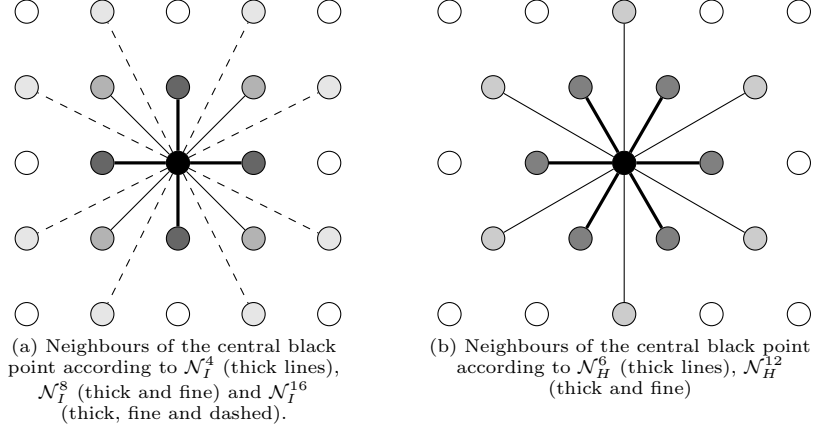 (a) Neighbours of the central black
point according to 𝒩_I^4 (thick lines),
𝒩_I^8 (thick and fine) and 𝒩_I^16
(thick, fine and dashed).
(b) Neighbours of the central black point
according to 𝒩_H^6 (thick lines), 𝒩_H^12
(thick and fine)